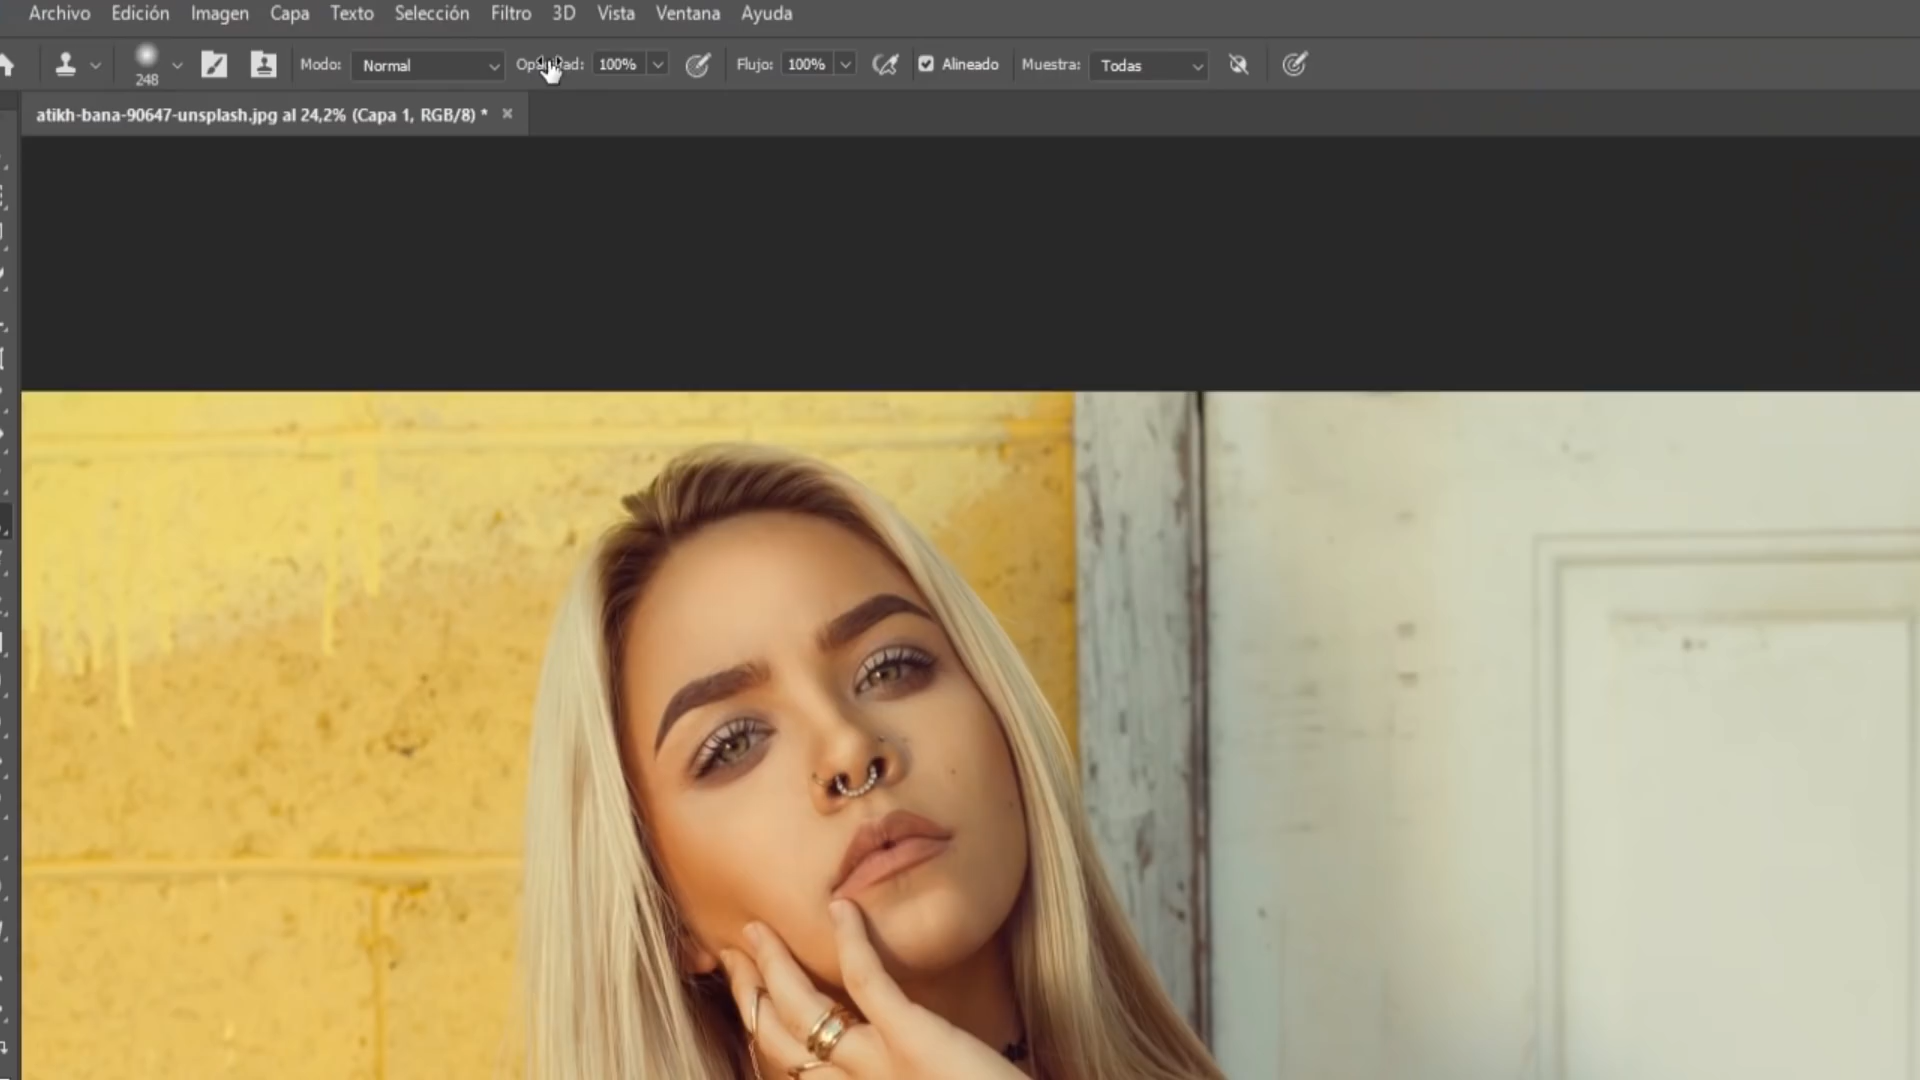 Archivo Edición Imagen Capa Texto Selección Filtro 3D Vista Ventana Ayuda
248 Modo: Normal 100% Flujo: 100% Alineado Muestra: Todas
atikh-bana-90647-unsplash.jpg al 24,2% (Capa 1, RGB/8) *